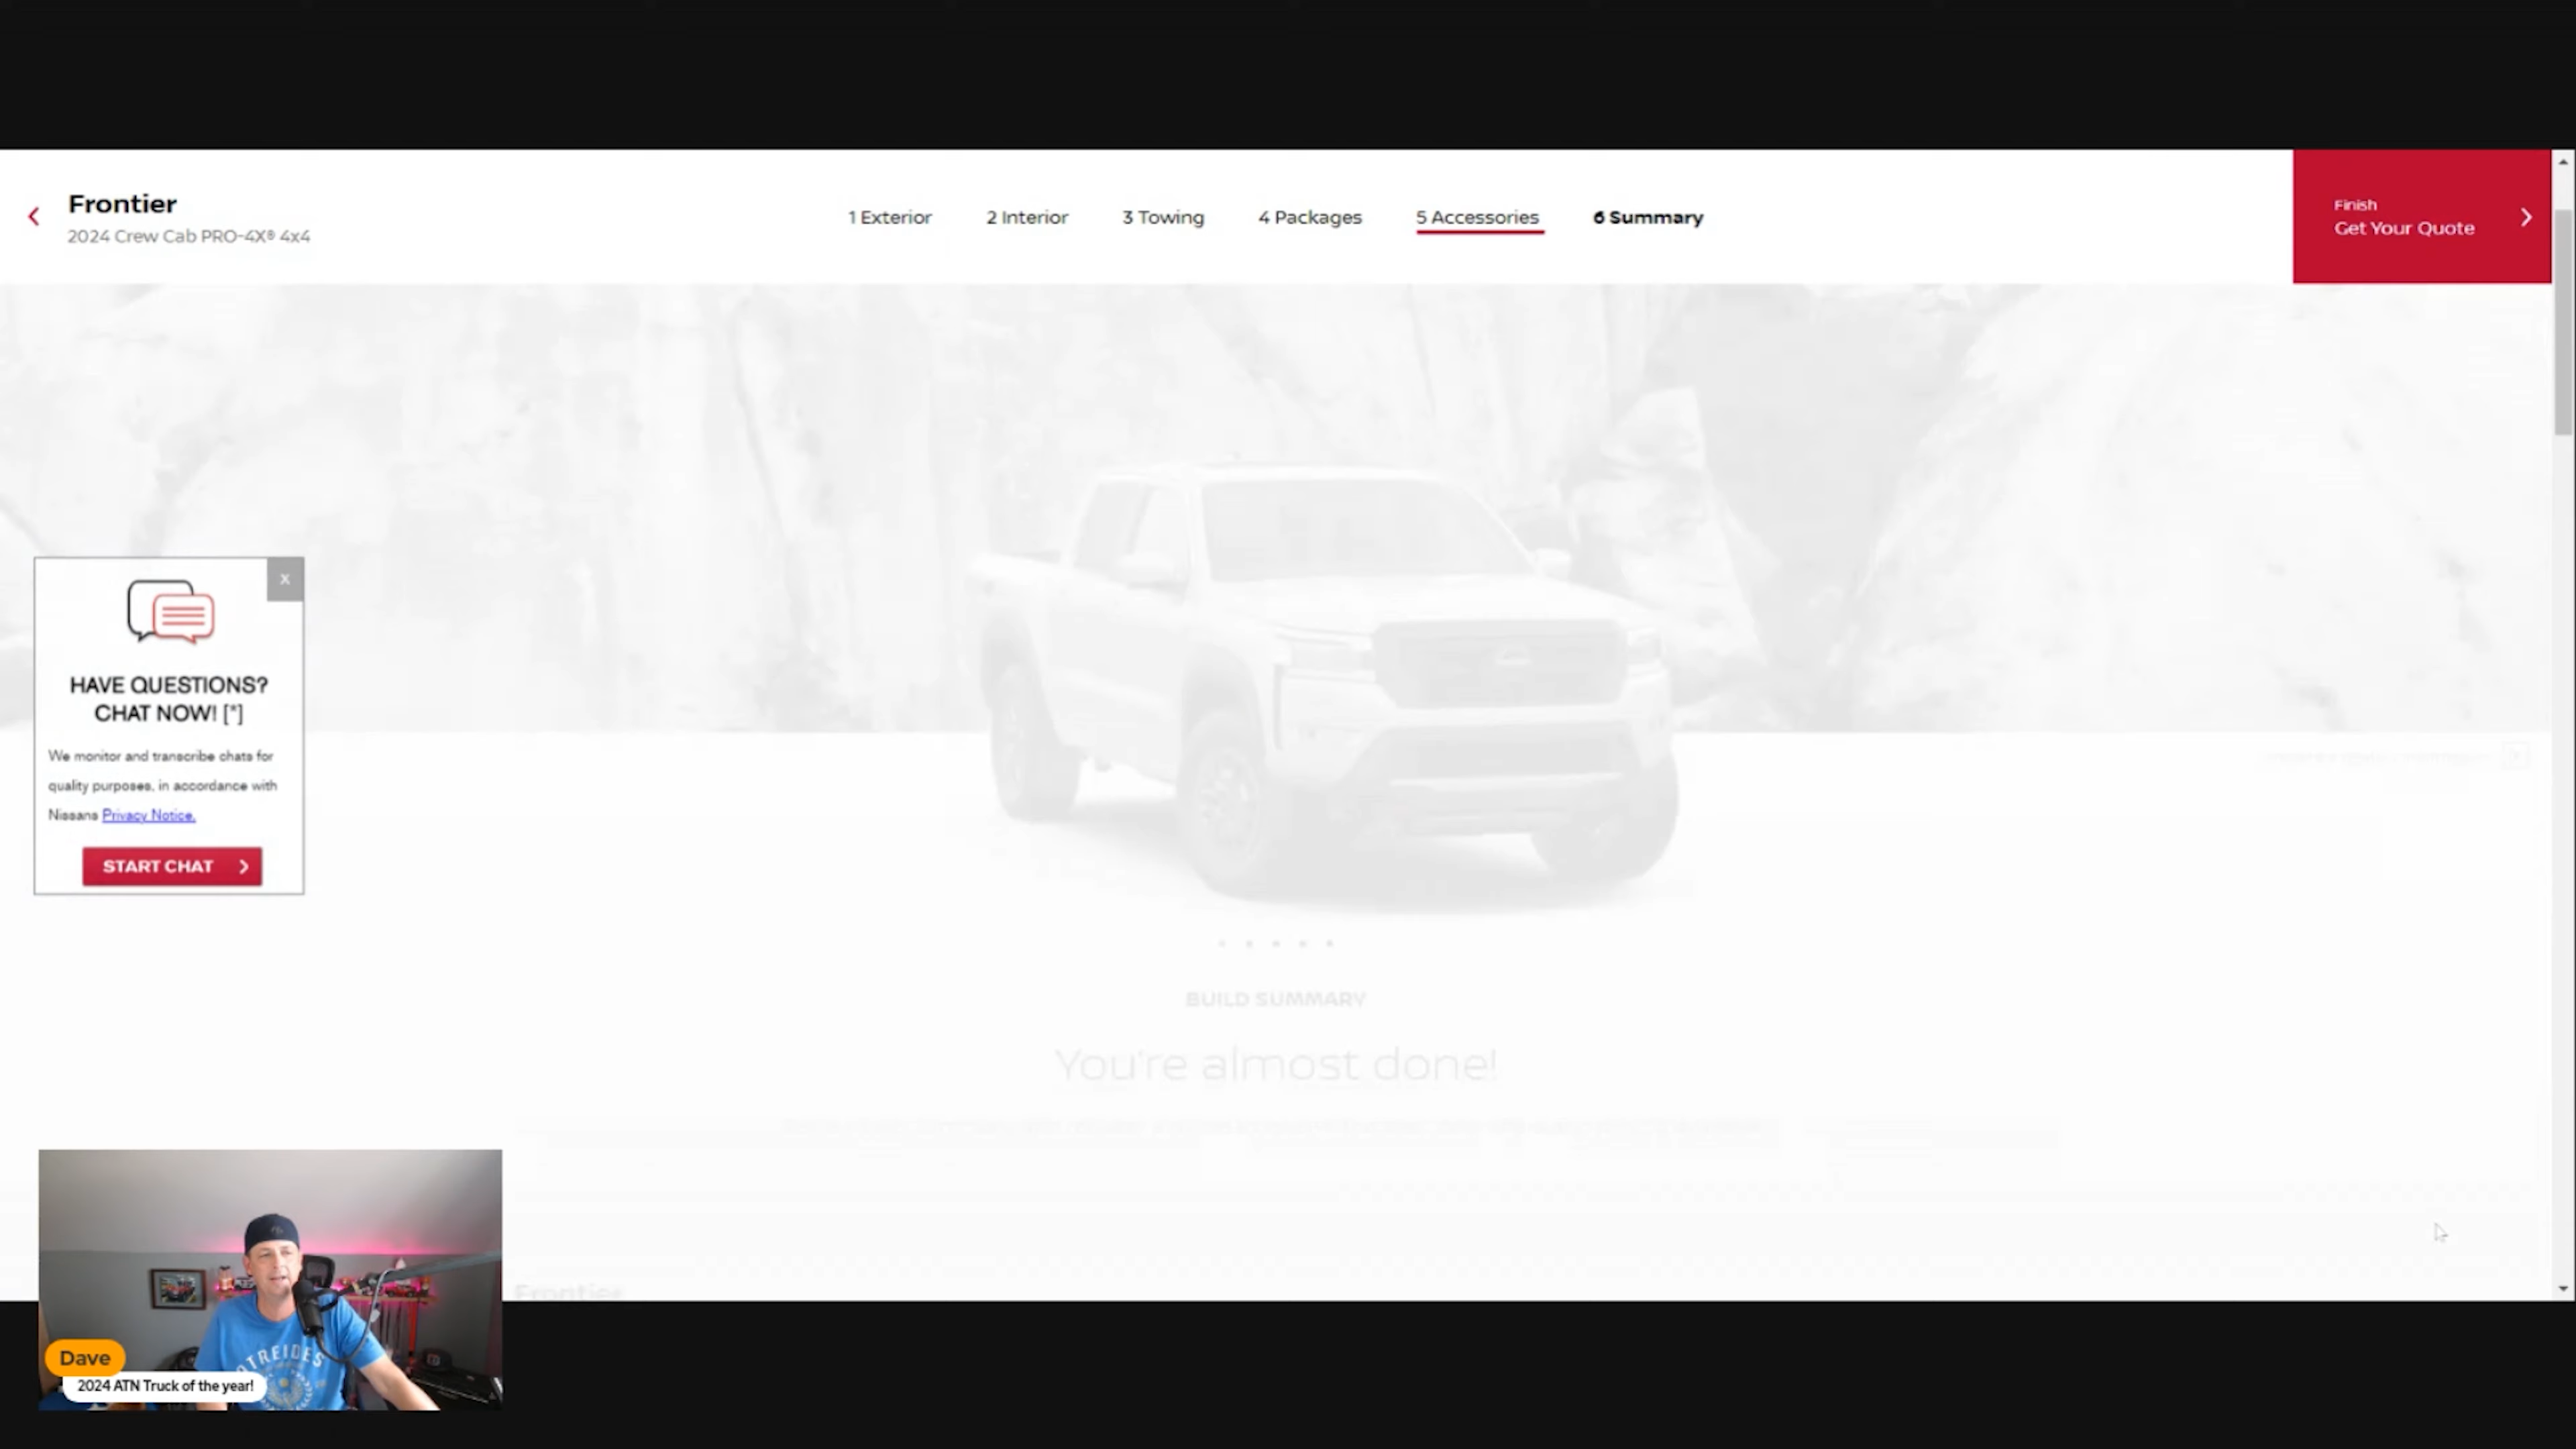 Frontier
2024 Crew Cab PRO-4X® 4x4
1 Exterior
2 Interior
3 Towing
4 Packages
5 Accessories
6 Summary
Finish
Get Your Quote
X
HAVE QUESTIONS?
CHAT NOW! [*]
We monitor and transcribe chats for
quality purposes, in accordance with
Nissans Privacy Notice.
START CHAT
BUILD SUMMARY
You're almost done!
Frontier
TREIDES
Dave
2024 ATN Truck of the year!